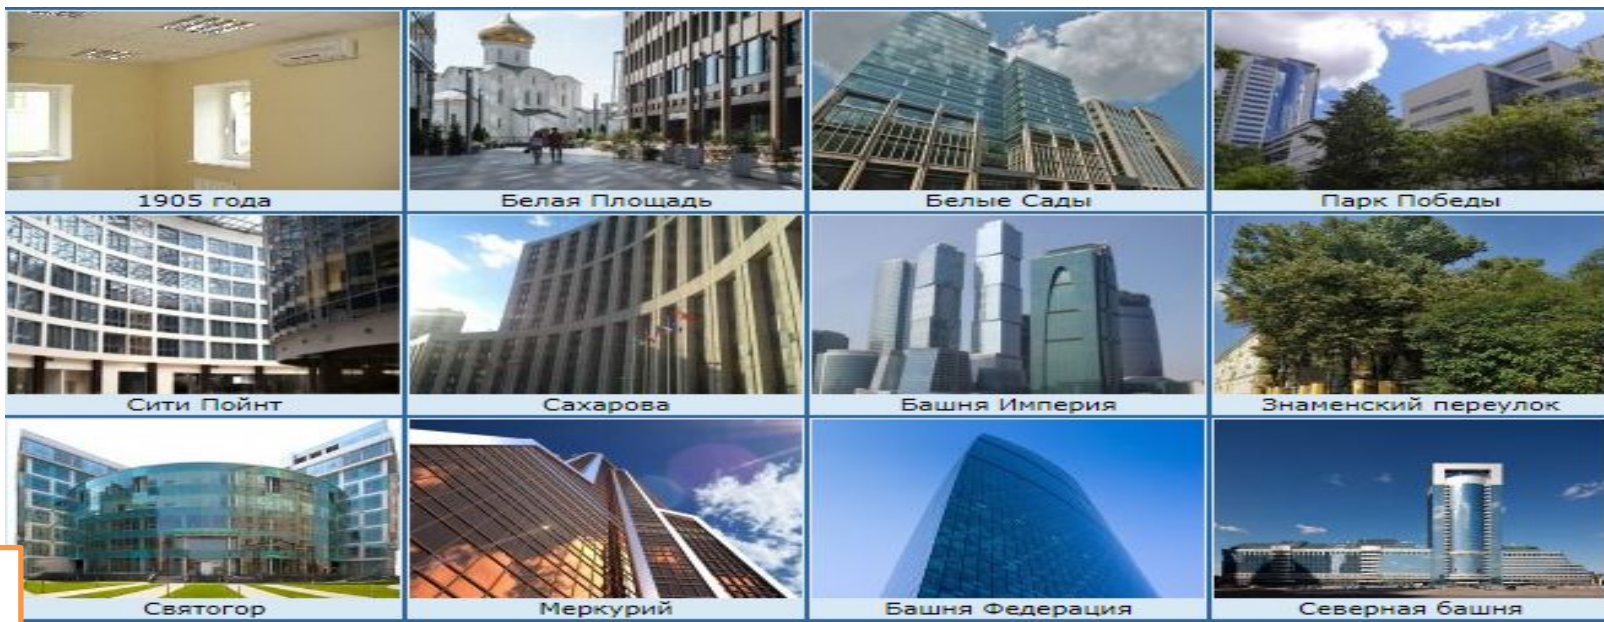 1905 года
Белая Площадь
Белые Сады
Парк Победы
Сити Пойнт
Сахарова
Башня Империя
Знаменский переулок
Святогор
Меркурий
Башня Федерация
Северная башня